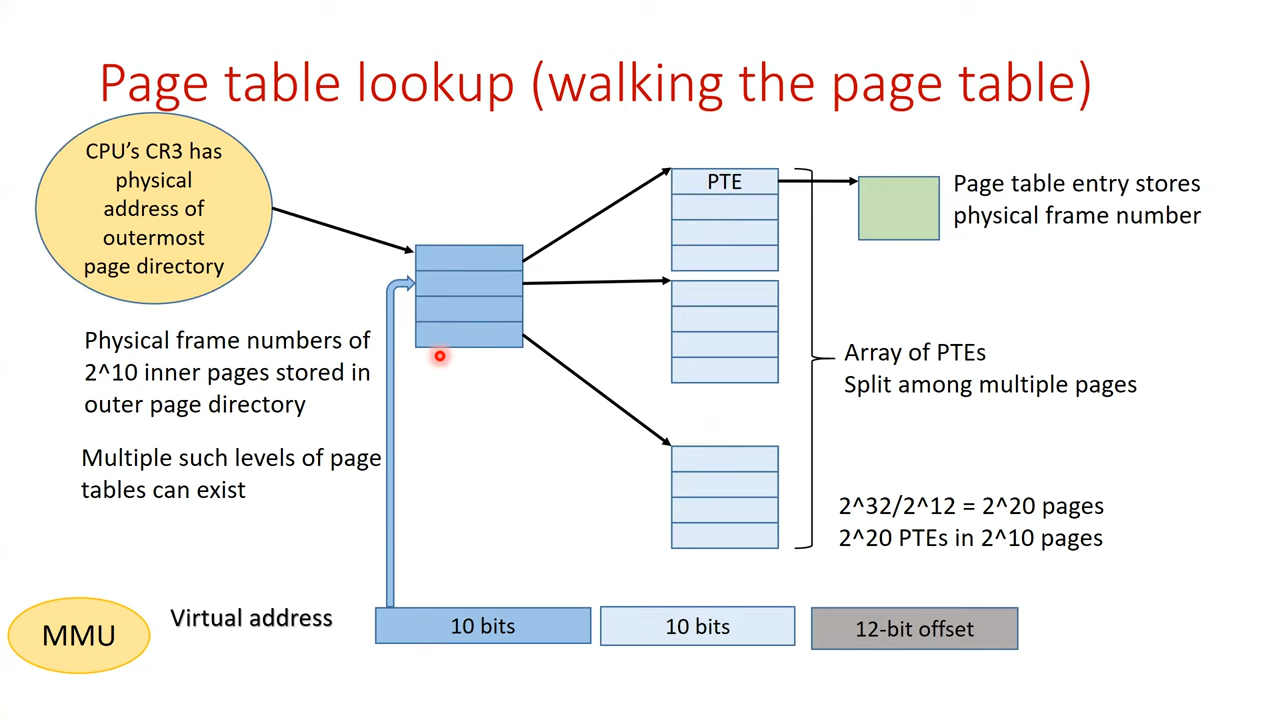 Page table lookup (walking the page table)
CPU's CR3 has
physical
address of
outermost
page directory
PTE
Page table entry stores
physical frame number
Physical frame numbers of
2^10 inner pages stored in
outer page directory
Array of PTEs
Split among multiple pages
Multiple such levels of page
tables can exist
2^32/2^12 = 2^20 pages
2^20 PTEs in 2^10 pages
MMU
Virtual address
10 bits
10 bits
12-bit offset